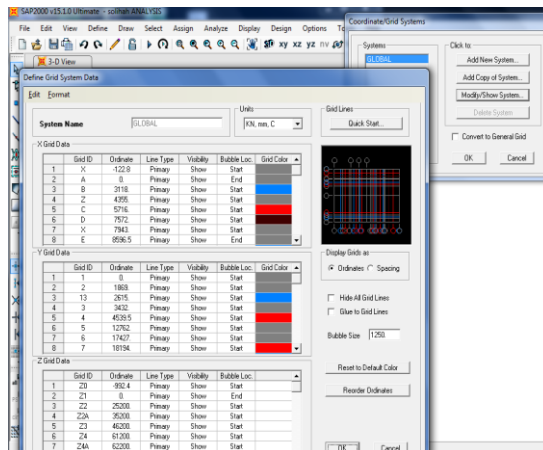 SAP2000 v15.1.0 Ultimate - solihah ANALYSIS
File Edit View Define Draw Select Assign Analyze Display Design Options To
xy xz yz nv
3-D View
Coordinate/Grid Systems
Systems
GLOBAL
Click to:
Add New System...
Add Copy of System...
Modify/Show System...
Delete System
Convert to General Grid
OK Cancel
Define Grid System Data
Edit Format
System Name GLOBAL
Units
KN, mm, C
Grid Lines
Quick Start...
X Grid Data
Grid ID Ordinate Line Type Visibility Bubble Loc. Grid Color
1 X -122.8 Primary Show Start
2 A 0. Primary Show End
3 B 3118. Primary Show Start
4 Z 4355. Primary Show Start
5 C 5716. Primary Show Start
6 D 7572. Primary Show Start
7 X 7943. Primary Show Start
8 E 8596.5 Primary Show End
Y Grid Data
Grid ID Ordinate Line Type Visibility Bubble Loc. Grid Color
1 1 0. Primary Show Start
2 2 1869. Primary Show Start
3 13 2615. Primary Show Start
4 3 3432. Primary Show Start
5 4 4539.5 Primary Show Start
6 5 12762. Primary Show Start
7 6 17427. Primary Show Start
8 7 18194. Primary Show Start
Display Grids as
Ordinates Spacing
Hide All Grid Lines
Glue to Grid Lines
Bubble Size 1250.
Reset to Default Color
Reorder Ordinates
Z Grid Data
Grid ID Ordinate Line Type Visibility Bubble Loc.
1 Z0 -992.4 Primary Show Start
2 Z1 0. Primary Show End
3 Z2 25200. Primary Show Start
4 Z2A 35200. Primary Show Start
5 Z3 46200. Primary Show Start
6 Z4 61200. Primary Show Start
7 Z4A 62200. Primary Show Start
OK Cancel